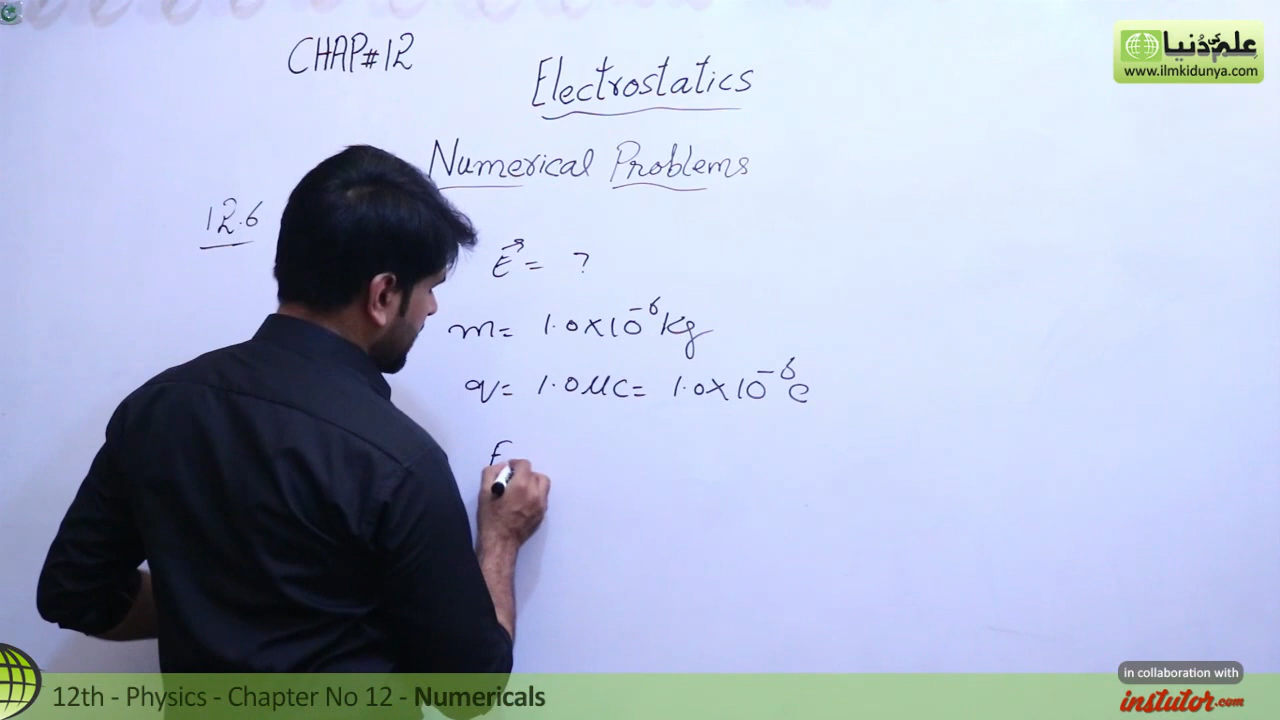 CHAP#12
Electrostatics
علم کی دُنیا
www.ilmkidunya.com
Numerical Problems
12.6
E = ?
m = 1.0×10⁻⁶ kg
q = 1.0 μC = 1.0×10⁻⁶ C
E
in collaboration with
instutor.com
12th - Physics - Chapter No 12 - Numericals